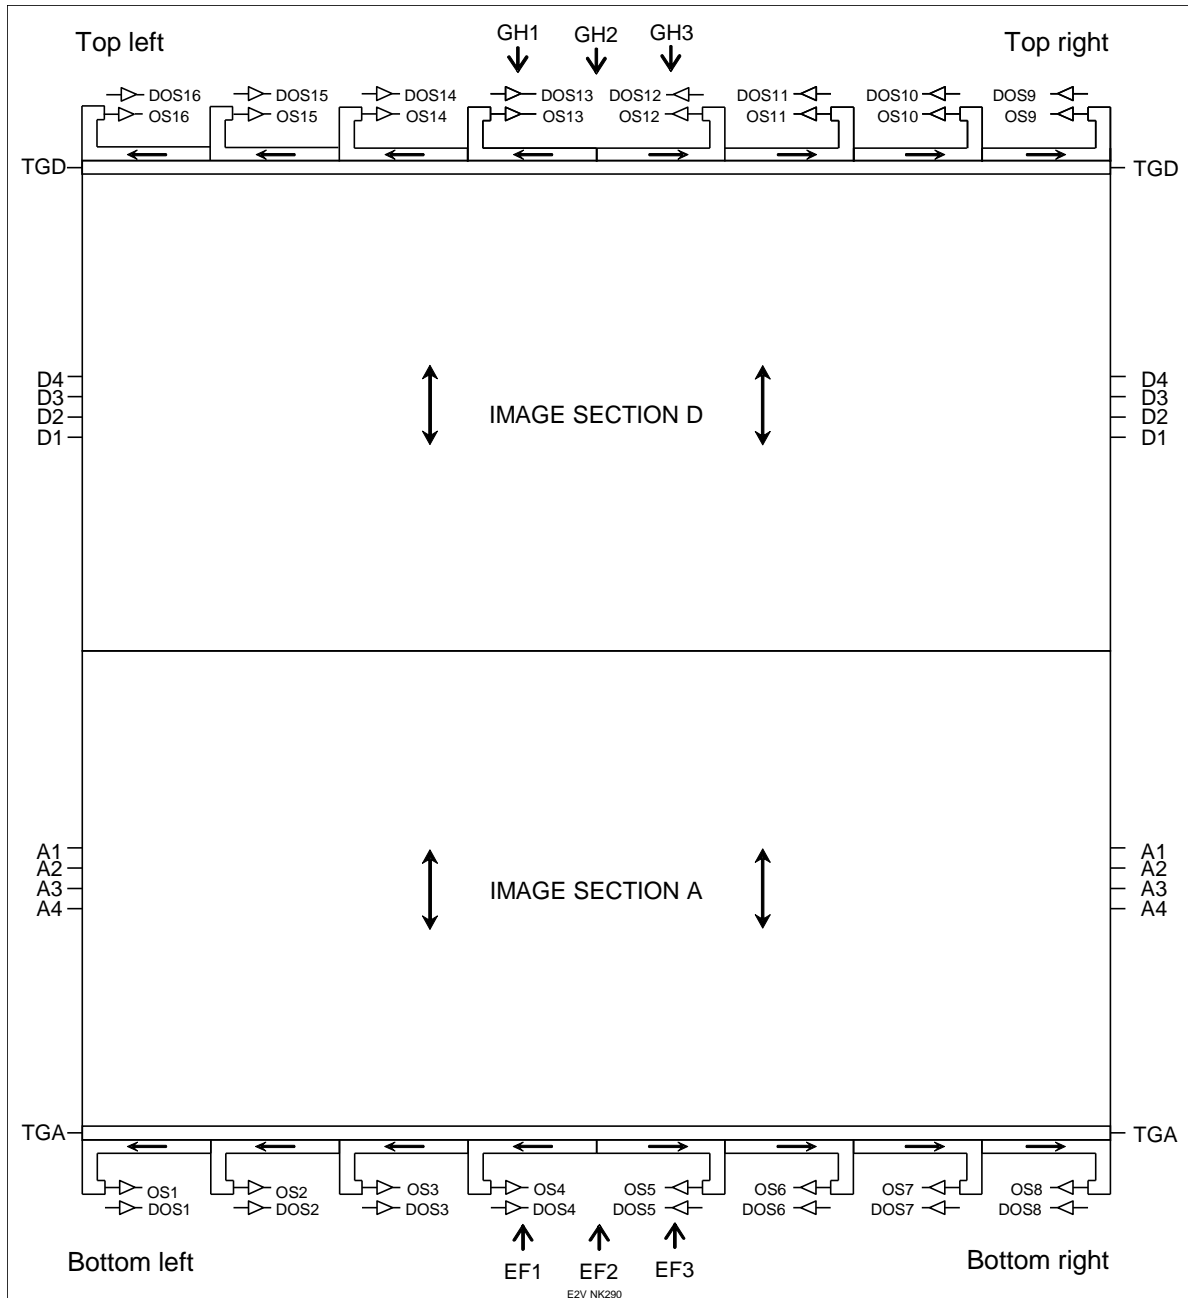 Top left GH1 GH2 GH3 Top right
DOS16 DOS15 DOS14 DOS13 DOS12 DOS11 DOS10 DOS9
OS16 OS15 OS14 OS13 OS12 OS11 OS10 OS9
TGD TGD
D4 D4
D3 D3
D2 IMAGE SECTION D D2
D1 D1
A1 A1
A2 A2
A3 IMAGE SECTION A A3
A4 A4
TGA TGA
OS1 OS2 OS3 OS4 OS5 OS6 OS7 OS8
DOS1 DOS2 DOS3 DOS4 DOS5 DOS6 DOS7 DOS8
Bottom left EF1 EF2 EF3 Bottom right
E2V NK290